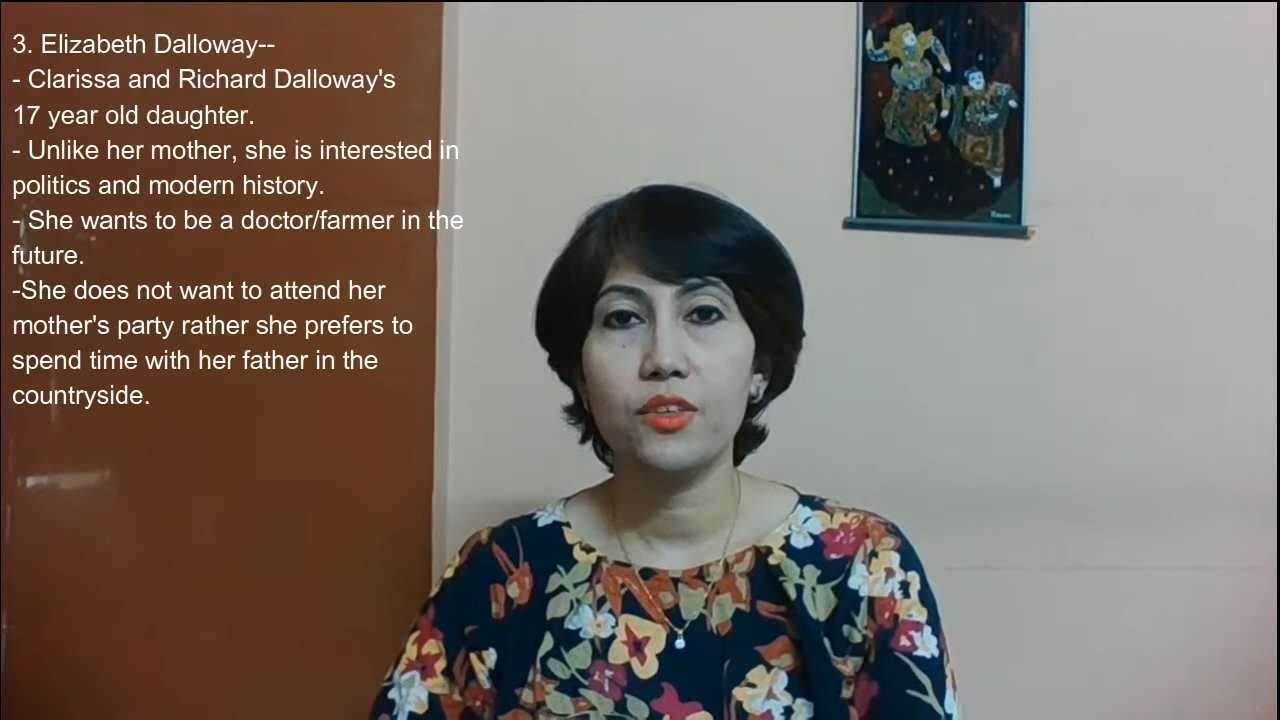 3. Elizabeth Dalloway--
- Clarissa and Richard Dalloway's
17 year old daughter.
- Unlike her mother, she is interested in
politics and modern history.
- She wants to be a doctor/farmer in the
future.
-She does not want to attend her
mother's party rather she prefers to
spend time with her father in the
countryside.